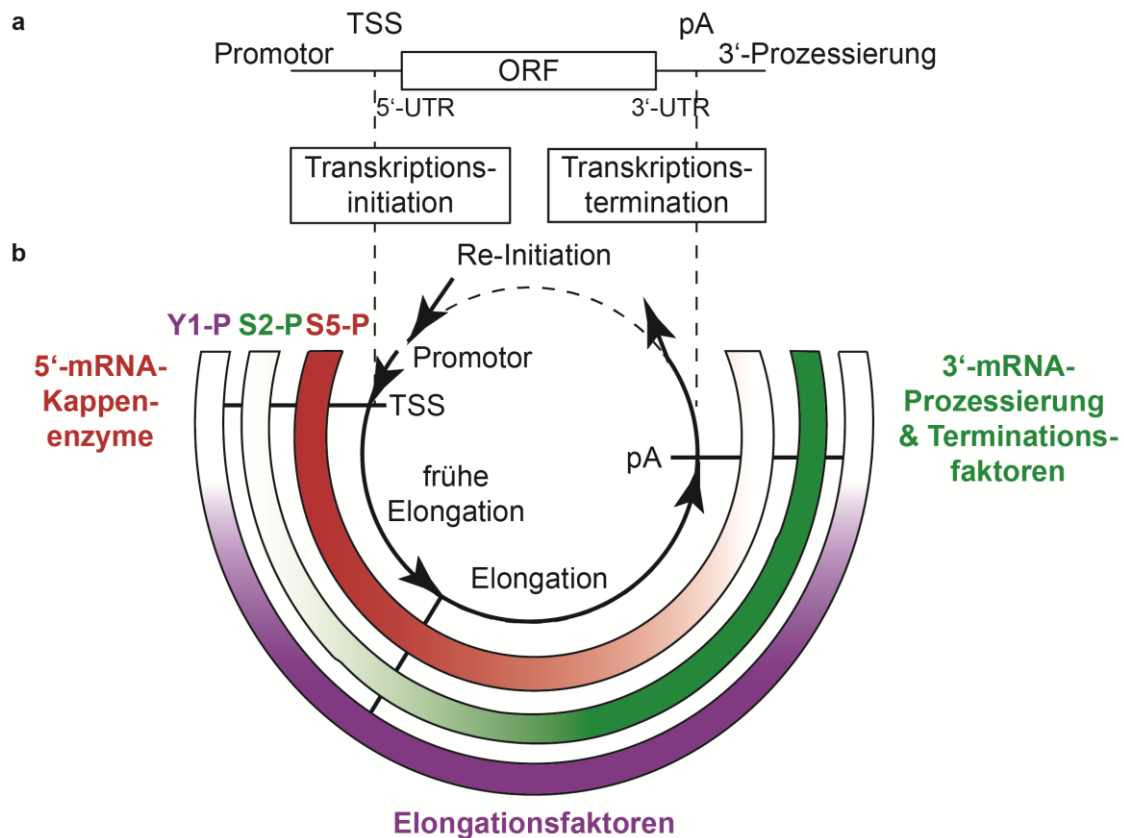 a
TSS
pA
Promotor
3‘-Prozessierung
ORF
5‘-UTR
3‘-UTR
Transkriptions-
initiation
Transkriptions-
termination
b
Re-Initiation
Y1-P S2-P S5-P
Promotor
5‘-mRNA-
Kappen-
enzyme
TSS
3‘-mRNA-
Prozessierung
& Terminations-
faktoren
pA
frühe
Elongation
Elongation
Elongationsfaktoren